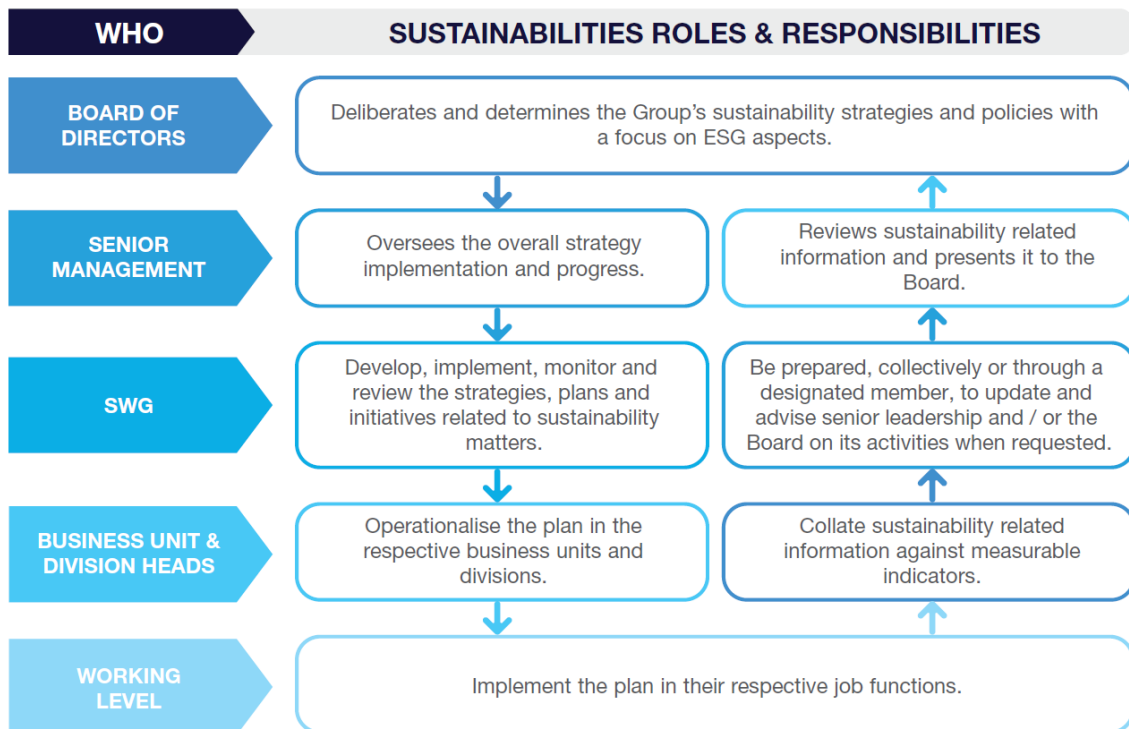 WHO
SUSTAINABILITIES ROLES & RESPONSIBILITIES
BOARD OF
DIRECTORS
Deliberates and determines the Group's sustainability strategies and policies with
a focus on ESG aspects.
SENIOR
MANAGEMENT
Oversees the overall strategy
implementation and progress.
Reviews sustainability related
information and presents it to the
Board.
SWG
Develop, implement, monitor and
review the strategies, plans and
initiatives related to sustainability
matters.
Be prepared, collectively or through a
designated member, to update and
advise senior leadership and / or the
Board on its activities when requested.
BUSINESS UNIT &
DIVISION HEADS
Operationalise the plan in the
respective business units and
divisions.
Collate sustainability related
information against measurable
indicators.
WORKING
LEVEL
Implement the plan in their respective job functions.